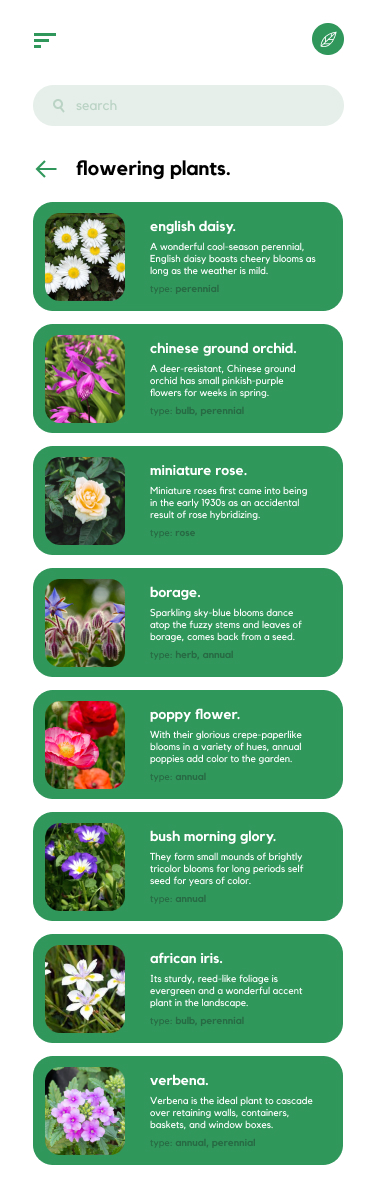 search
flowering plants.
english daisy.
A wonderful cool-season perennial,
English daisy boasts cheery blooms as
long as the weather is mild.
type: perennial
chinese ground orchid.
A deer-resistant, Chinese ground
orchid has small pinkish-purple
flowers for weeks in spring.
type: bulb, perennial
miniature rose.
Miniature roses first came into being
in the early 1930s as an accidental
result of rose hybridizing.
type: rose
borage.
Sparkling sky-blue blooms dance
atop the fuzzy stems and leaves of
borage, comes back from a seed.
type: herb, annual
poppy flower.
With their glorious crepe-paperlike
blooms in a variety of hues, annual
poppies add color to the garden.
type: annual
bush morning glory.
They form small mounds of brightly
tricolor blooms for long periods self
seed for years of color.
type: annual
african iris.
Its sturdy, reed-like foliage is
evergreen and a wonderful accent
plant in the landscape.
type: bulb, perennial
verbena.
Verbena is the ideal plant to cascade
over retaining walls, containers,
baskets, and window boxes.
type: annual, perennial